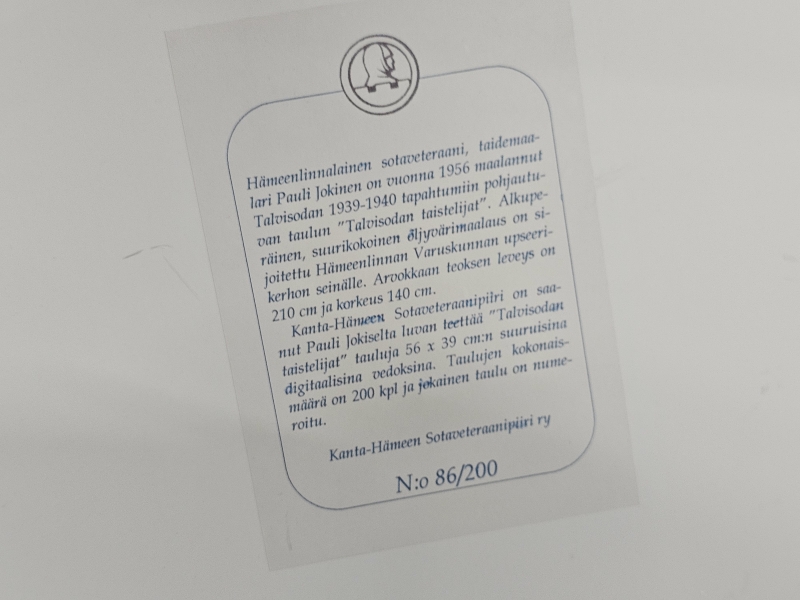 Hämeenlinnalainen sotaveteraani, taidemaa-
lari Pauli Jokinen on vuonna 1956 maalannut
Talvisodan 1939-1940 tapahtumiin pohjautu-
van taulun "Talvisodan taistelijat". Alkupe-
räinen, suurikokoinen öljyvärimaalaus on si-
joitettu Hämeenlinnan Varuskunnan upseeri-
kerhon seinälle. Arvokkaan teoksen leveys on
210 cm ja korkeus 140 cm.
Kanta-Hämeen Sotaveteraanipiiri on saa-
nut Pauli Jokiselta luvan teettää "Talvisodan
taistelijat" tauluja 56 x 39 cm:n suuruisina
digitaalisina vedoksina. Taulujen kokonais-
määrä on 200 kpl ja jokainen taulu on nume-
roitu.
Kanta-Hämeen Sotaveteraanipiiri ry
N:o 86/200